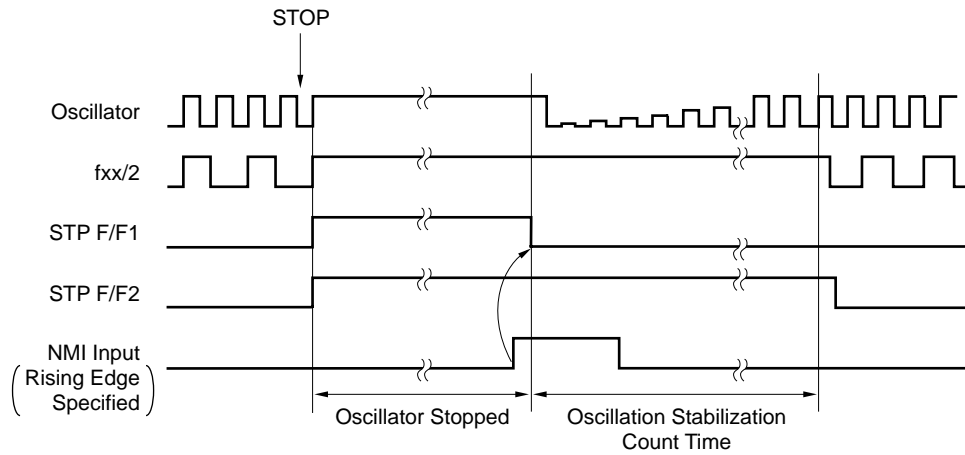 STOP
Oscillator
fxx/2
STP F/F1
STP F/F2
NMI Input
Rising Edge
Specified
Oscillator Stopped
Oscillation Stabilization
Count Time